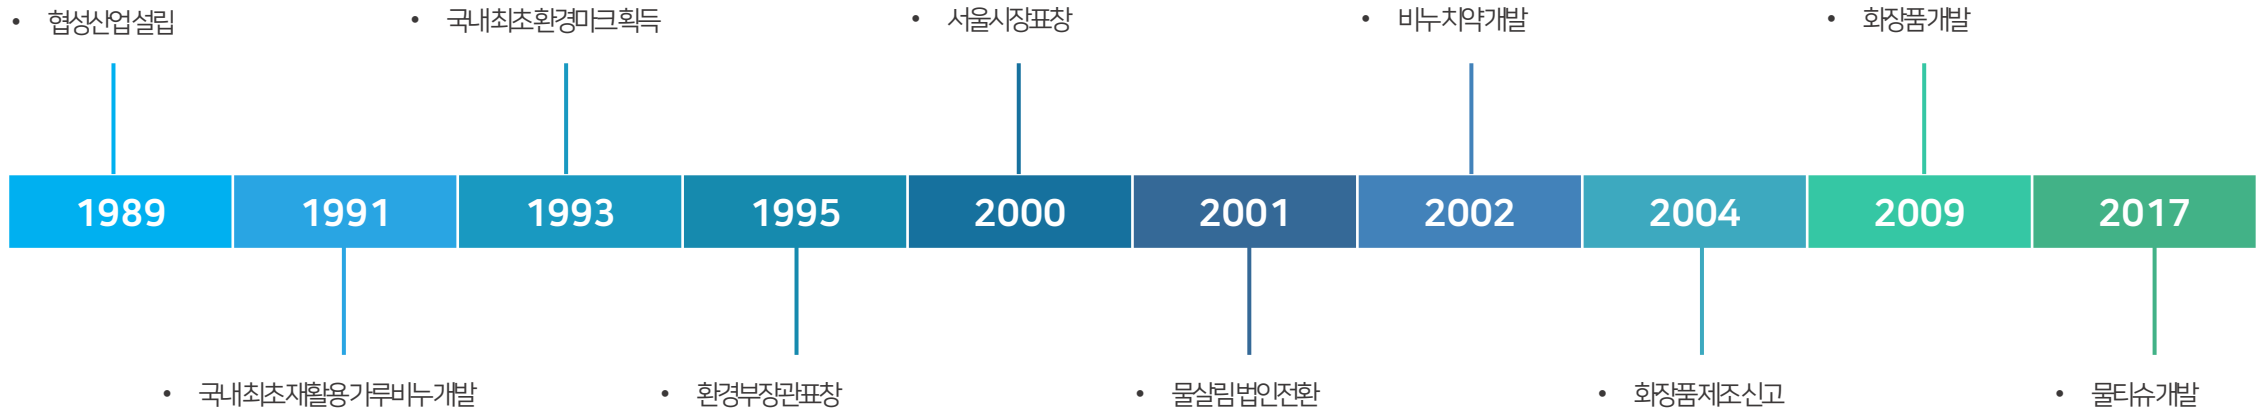 • 협성산업 설립
• 국내 최초 환경마크 획득
• 서울시장 표창
• 비누치약 개발
• 화장품 개발
1989 1991 1993 1995 2000 2001 2002 2004 2009 2017
• 국내 최초 재활용 가루비누 개발
• 환경부장관 표창
• 물살림 법인전환
• 화장품 제조 신고
• 물티슈 개발